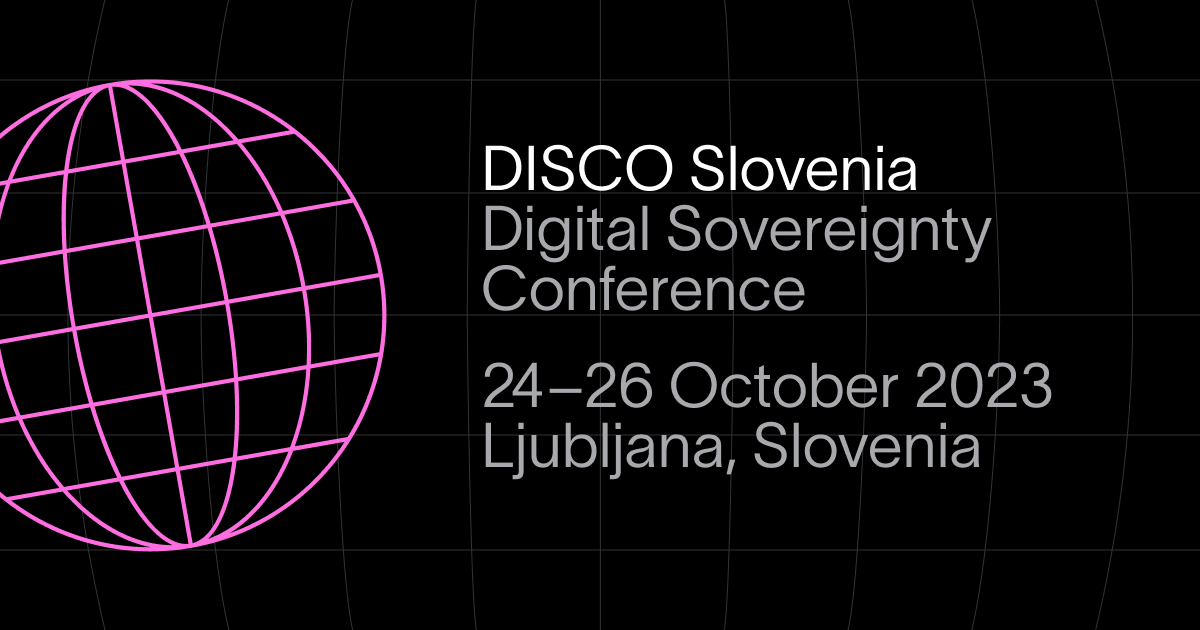 DISCO Slovenia
Digital Sovereignty
Conference
24–26 October 2023
Ljubljana, Slovenia